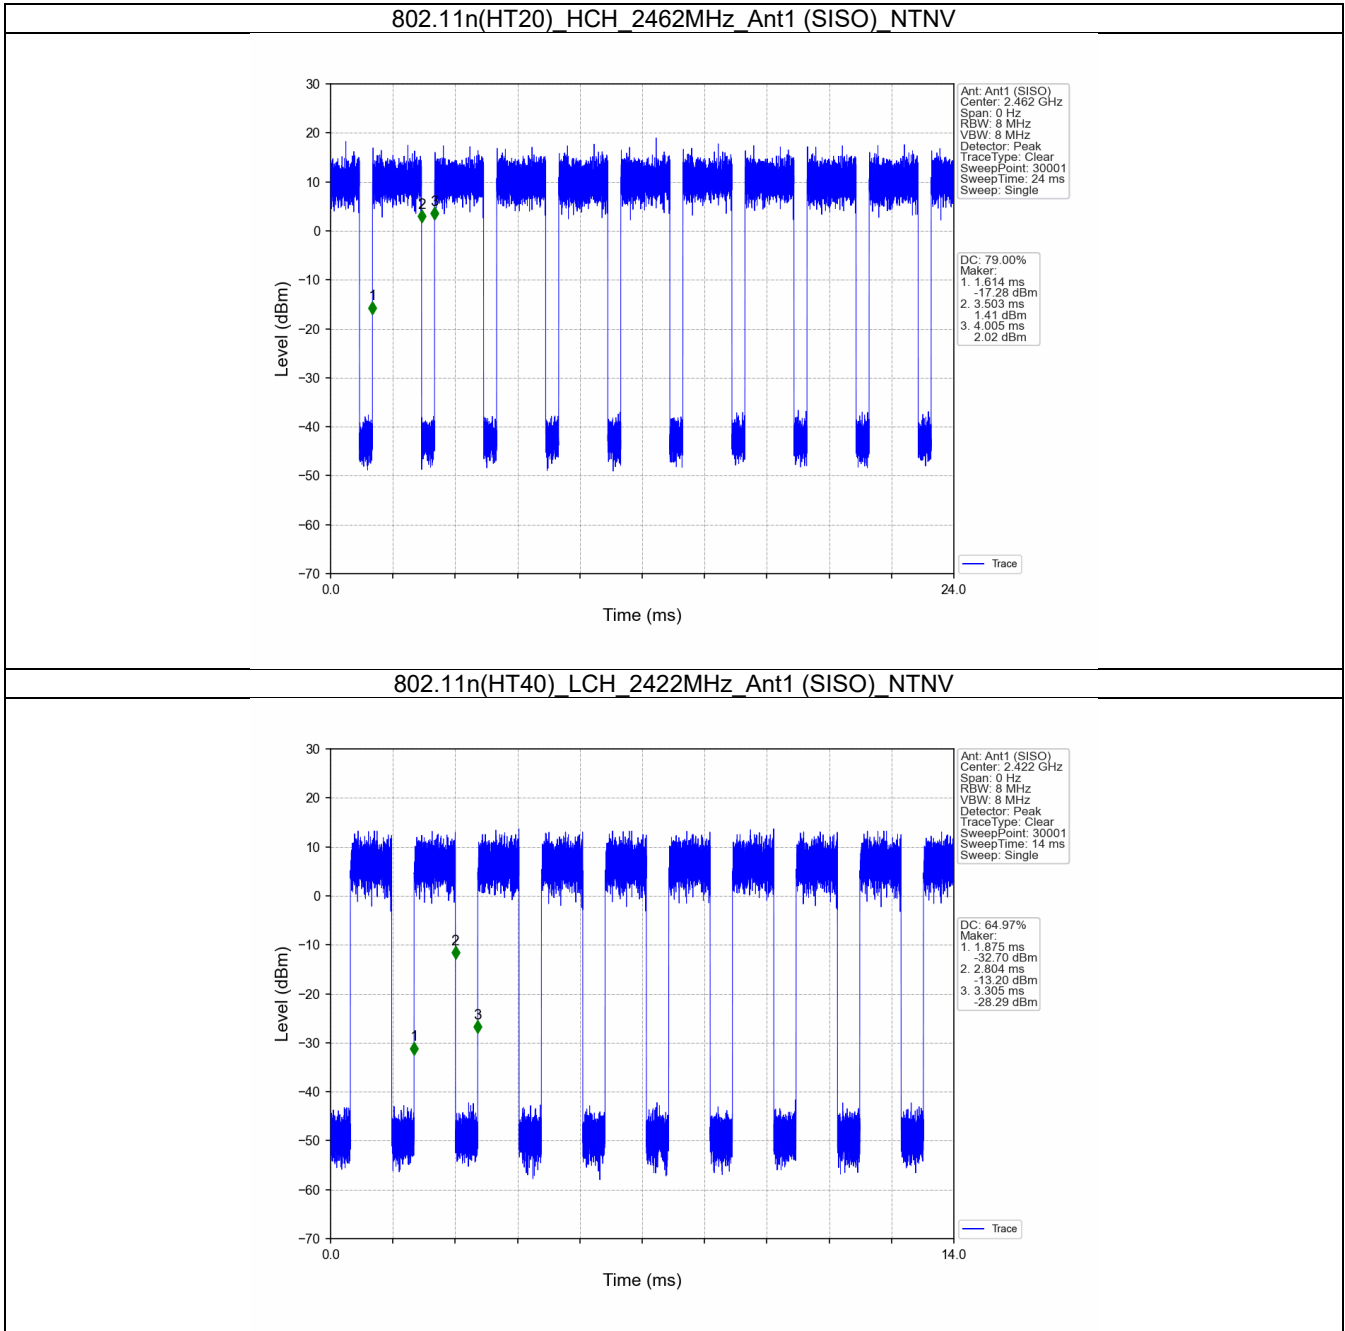 802.11n(HT20)_HCH_2462MHz_Ant1 (SISO)_NTNV
30
20
10
0
−10
−20
−30
−40
−50
−60
−70
Level (dBm)
1
2
3
0.0
24.0
Time (ms)
Ant: Ant1 (SISO)
Center: 2.462 GHz
Span: 0 Hz
RBW: 8 MHz
VBW: 8 MHz
Detector: Peak
TraceType: Clear
SweepPoint: 30001
SweepTime: 24 ms
Sweep: Single
DC: 79.00%
Maker:
1. 1.614 ms
-17.28 dBm
2. 3.503 ms
1.41 dBm
3. 4.005 ms
2.02 dBm
Trace
802.11n(HT40)_LCH_2422MHz_Ant1 (SISO)_NTNV
30
20
10
0
−10
−20
−30
−40
−50
−60
−70
Level (dBm)
1
2
3
0.0
14.0
Time (ms)
Ant: Ant1 (SISO)
Center: 2.422 GHz
Span: 0 Hz
RBW: 8 MHz
VBW: 8 MHz
Detector: Peak
TraceType: Clear
SweepPoint: 30001
SweepTime: 14 ms
Sweep: Single
DC: 64.97%
Maker:
1. 1.875 ms
-32.70 dBm
2. 2.804 ms
-13.20 dBm
3. 3.305 ms
-28.29 dBm
Trace